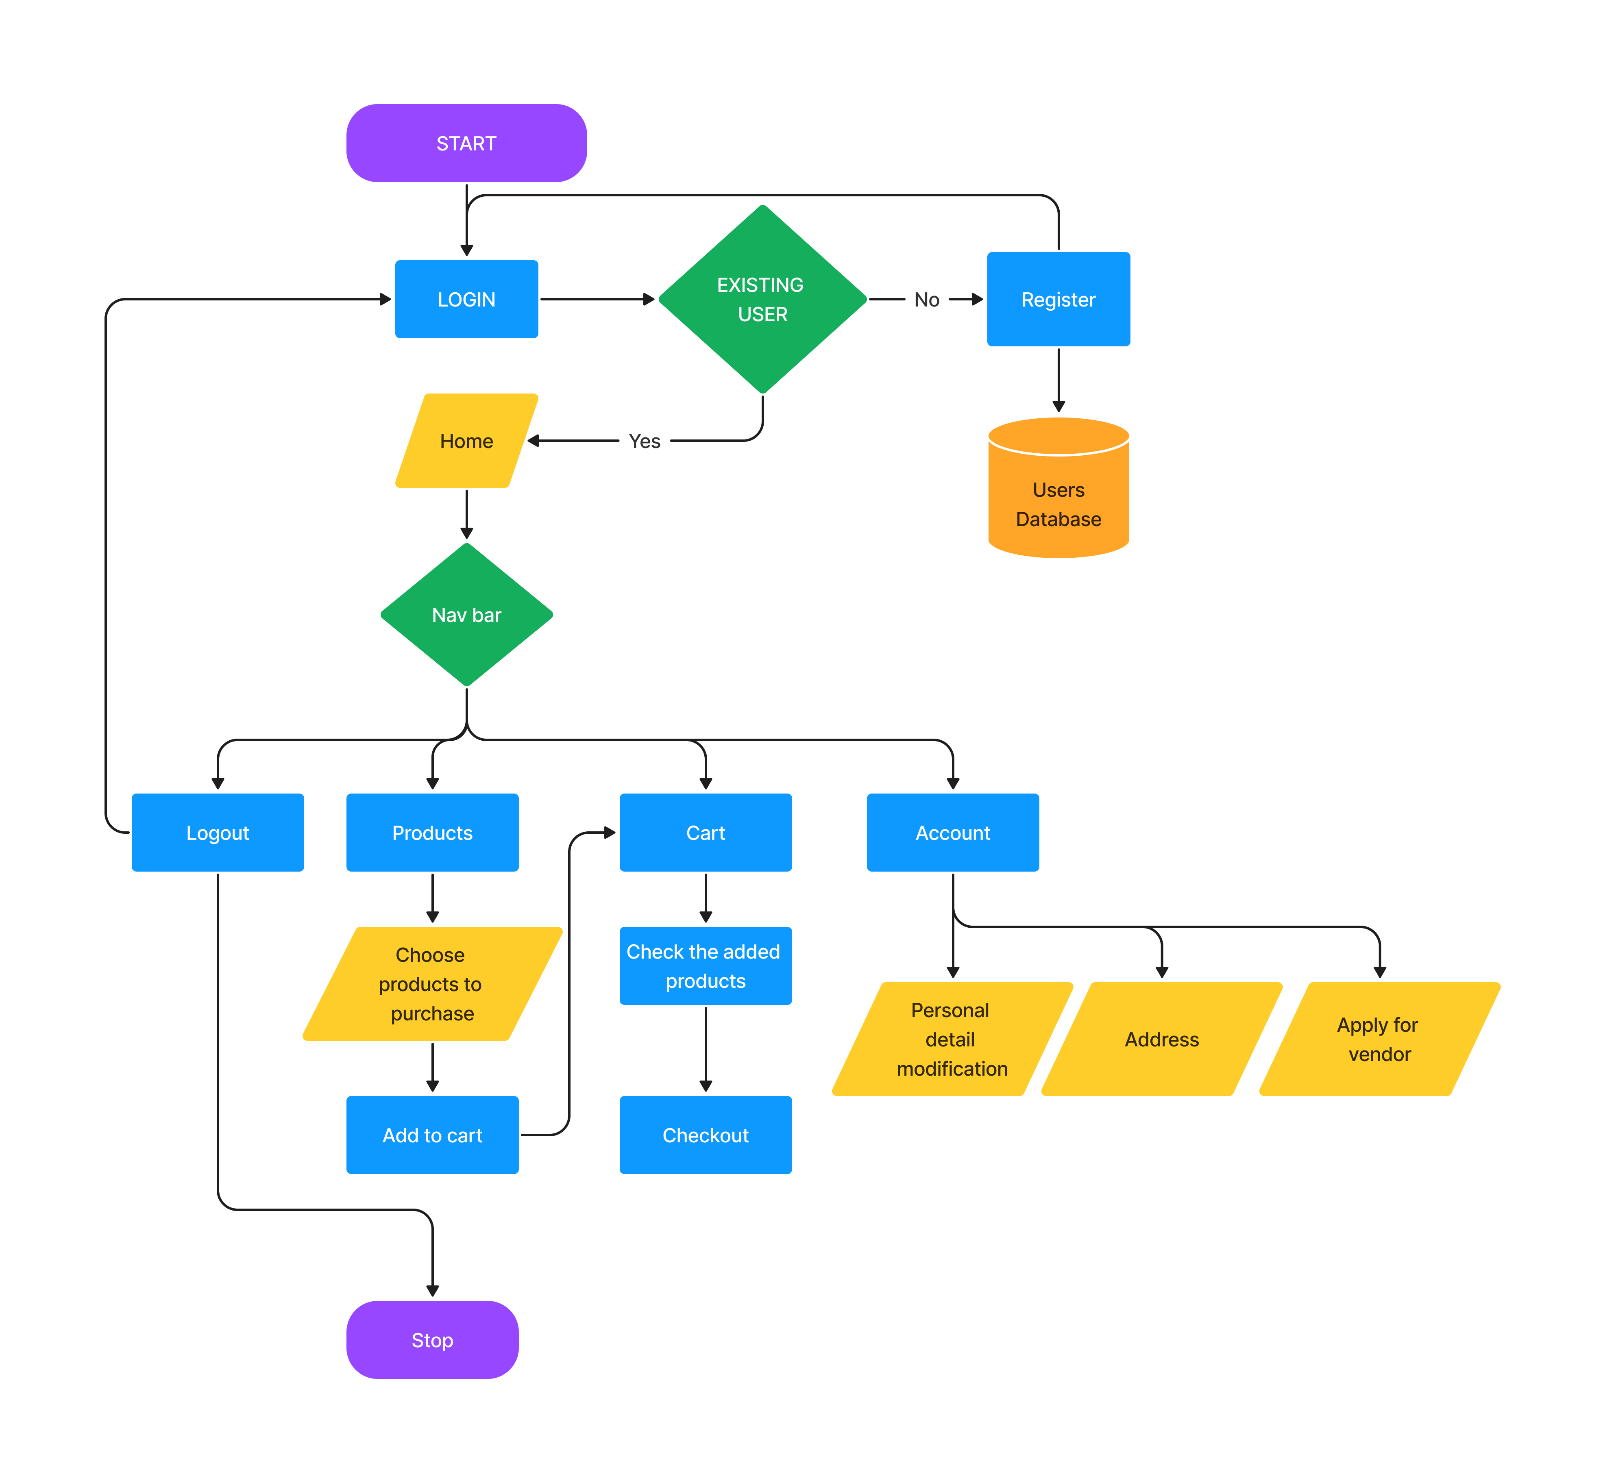 START
LOGIN
EXISTING
USER
No
Register
Home
Yes
Users
Database
Nav bar
Logout
Products
Cart
Account
Choose
products to
purchase
Check the added
products
Personal
detail
modification
Address
Apply for
vendor
Add to cart
Checkout
Stop